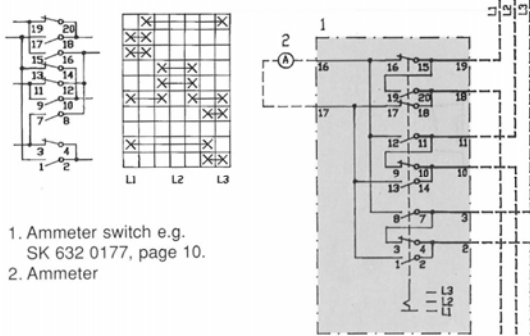 19 20
17 18
15 16
13 14
11 12
9 10
7 8
3 4
1 2
L1 L2 L3
1. Ammeter switch e.g.
SK 632 0177, page 10.
2. Ammeter
1
2
A
L1
L2
L3
16 16 15 19
19 20 18
17 17 18
12 11 11
9 10 10
13 14
8 7 3
3 4 2
1 2
L3
L2
L1